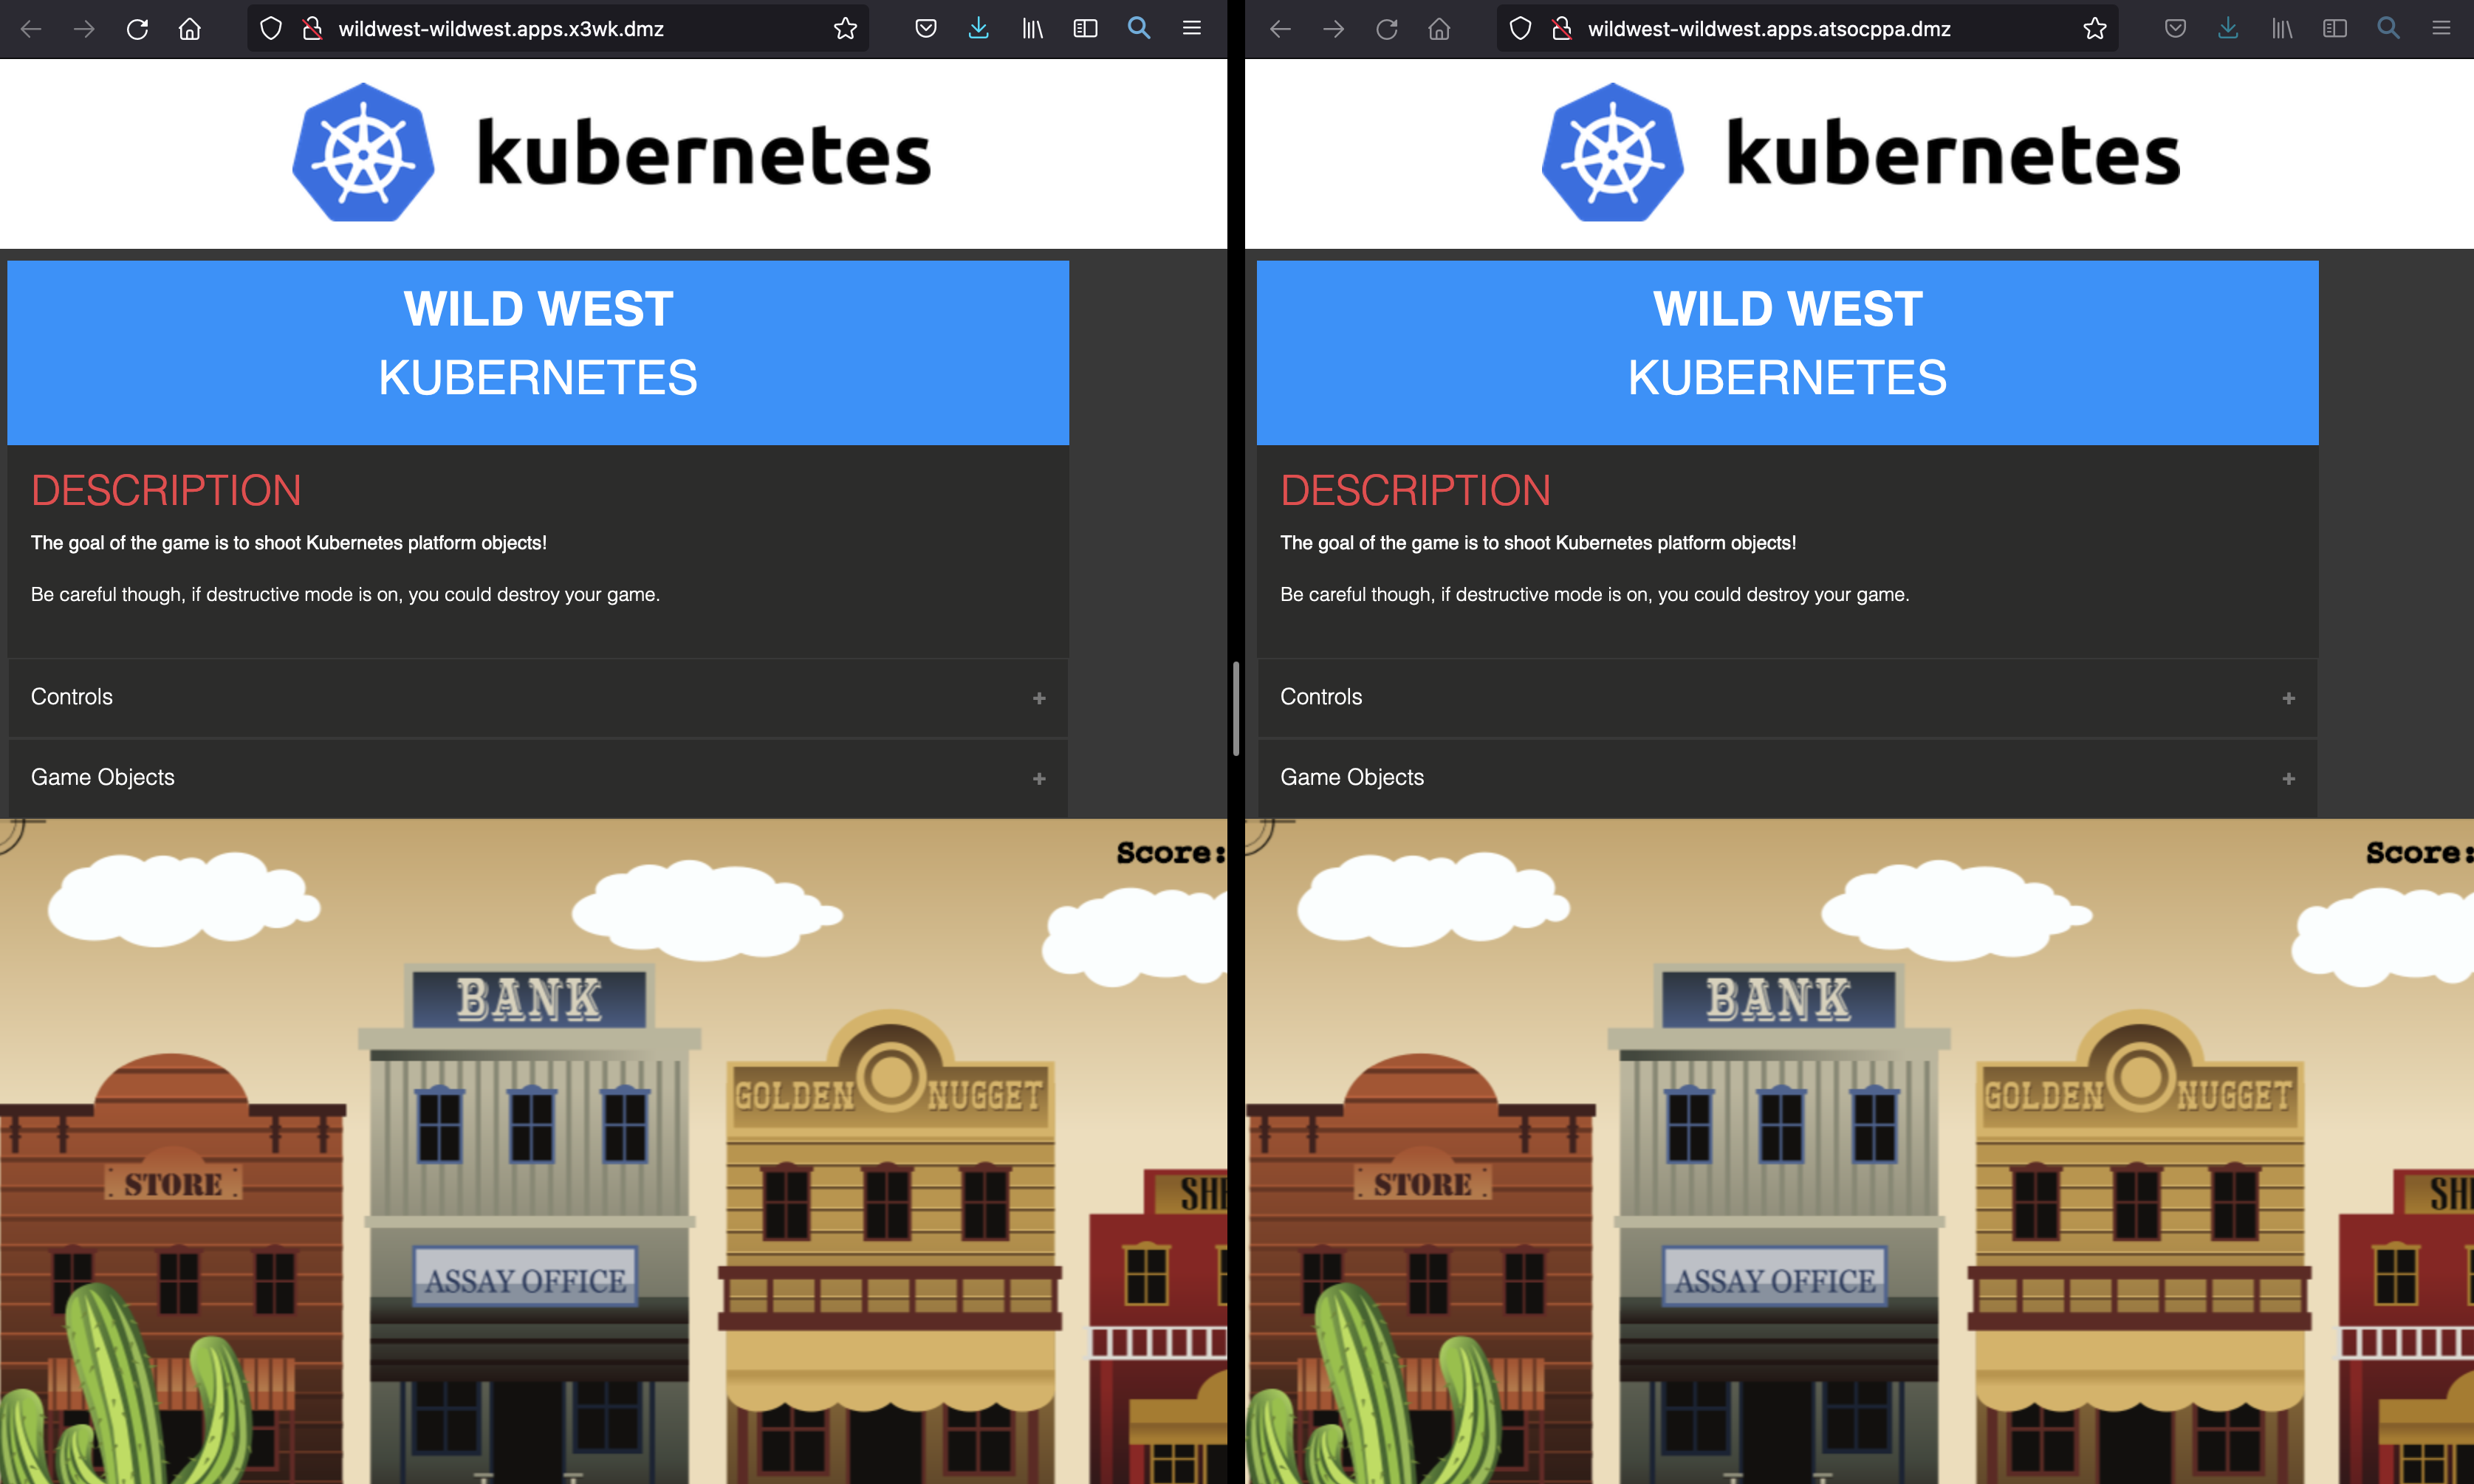 wildwest-wildwest.apps.x3wk.dmz
kubernetes
WILD WEST
KUBERNETES
DESCRIPTION
The goal of the game is to shoot Kubernetes platform objects!
Be careful though, if destructive mode is on, you could destroy your game.
Controls
Game Objects
Score:
BANK
GOLDEN NUGGET
STORE
SHE
ASSAY OFFICE
wildwest-wildwest.apps.atsocppa.dmz
kubernetes
WILD WEST
KUBERNETES
DESCRIPTION
The goal of the game is to shoot Kubernetes platform objects!
Be careful though, if destructive mode is on, you could destroy your game.
Controls
Game Objects
Score:
BANK
GOLDEN NUGGET
STORE
SHE
ASSAY OFFICE